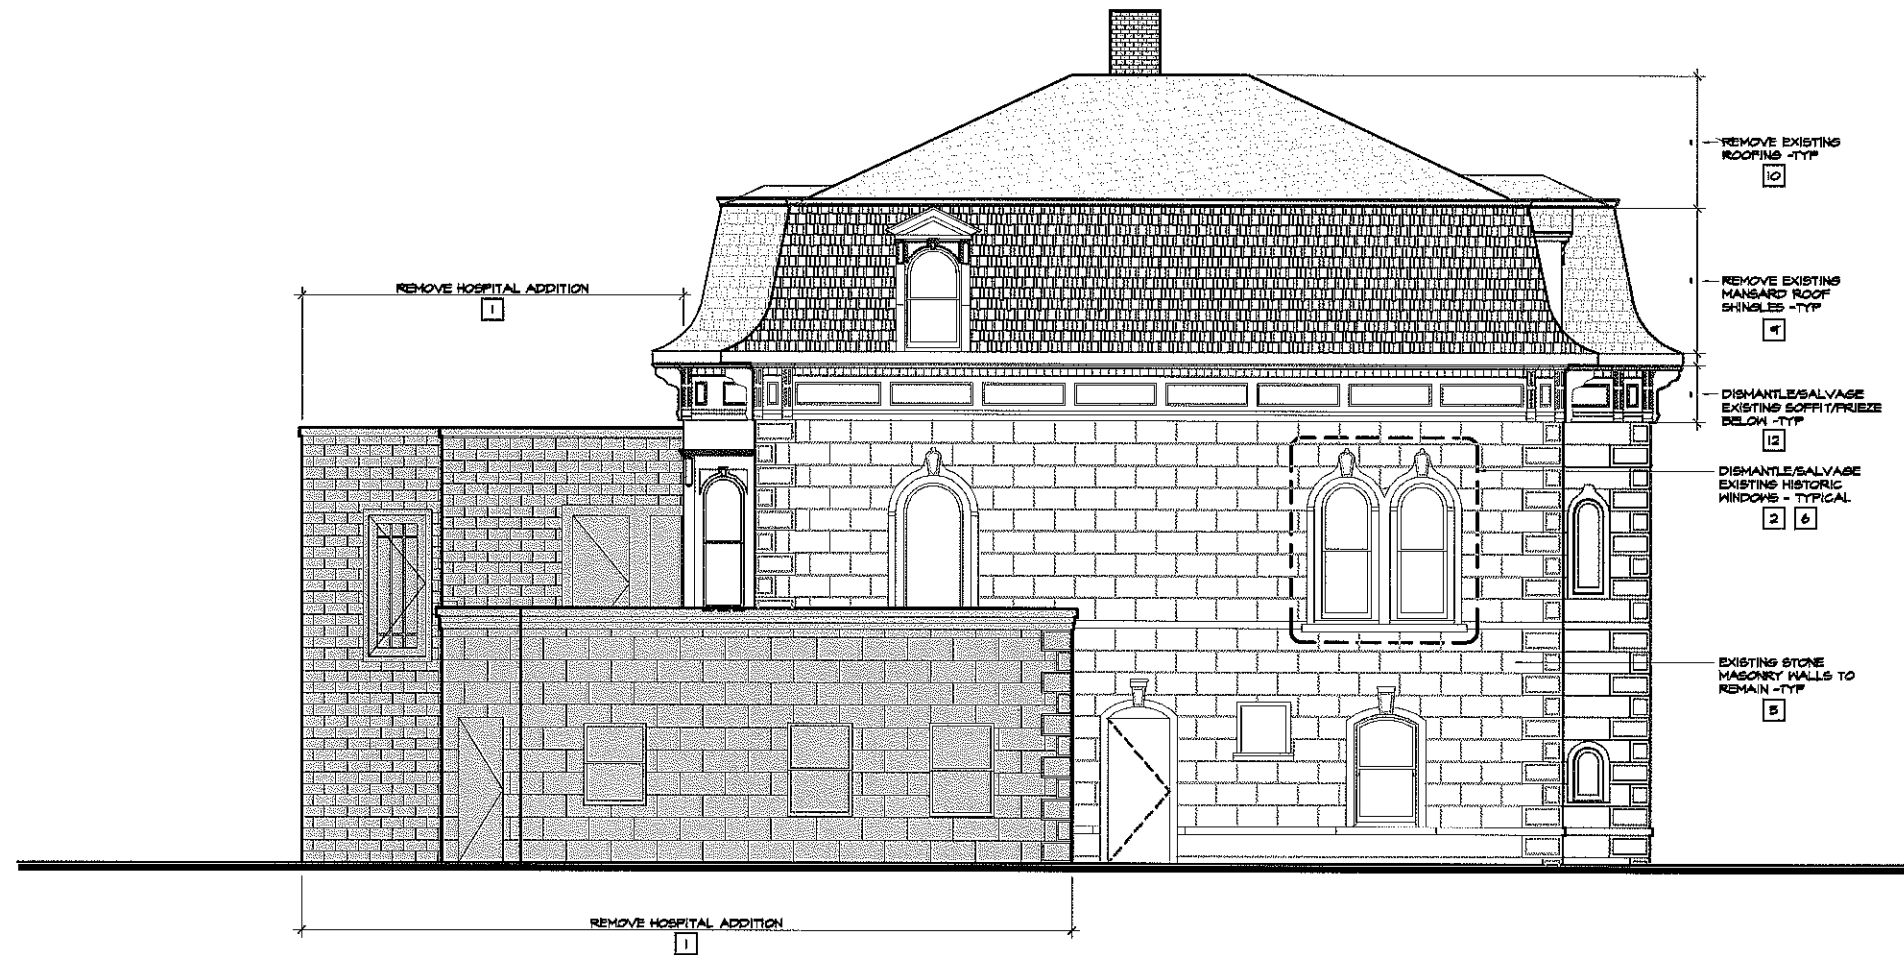 REMOVE EXISTING
ROOFING -TYP
10
REMOVE HOSPITAL ADDITION
1
REMOVE EXISTING
MANSARD ROOF
SHINGLES -TYP
9
DISMANTLE/SALVAGE
EXISTING SOFFIT/FRIEZE
BELOW -TYP
12
DISMANTLE/SALVAGE
EXISTING HISTORIC
WINDOWS - TYPICAL
2 6
EXISTING STONE
MASONRY WALLS TO
REMAIN -TYP
REMOVE HOSPITAL ADDITION
1